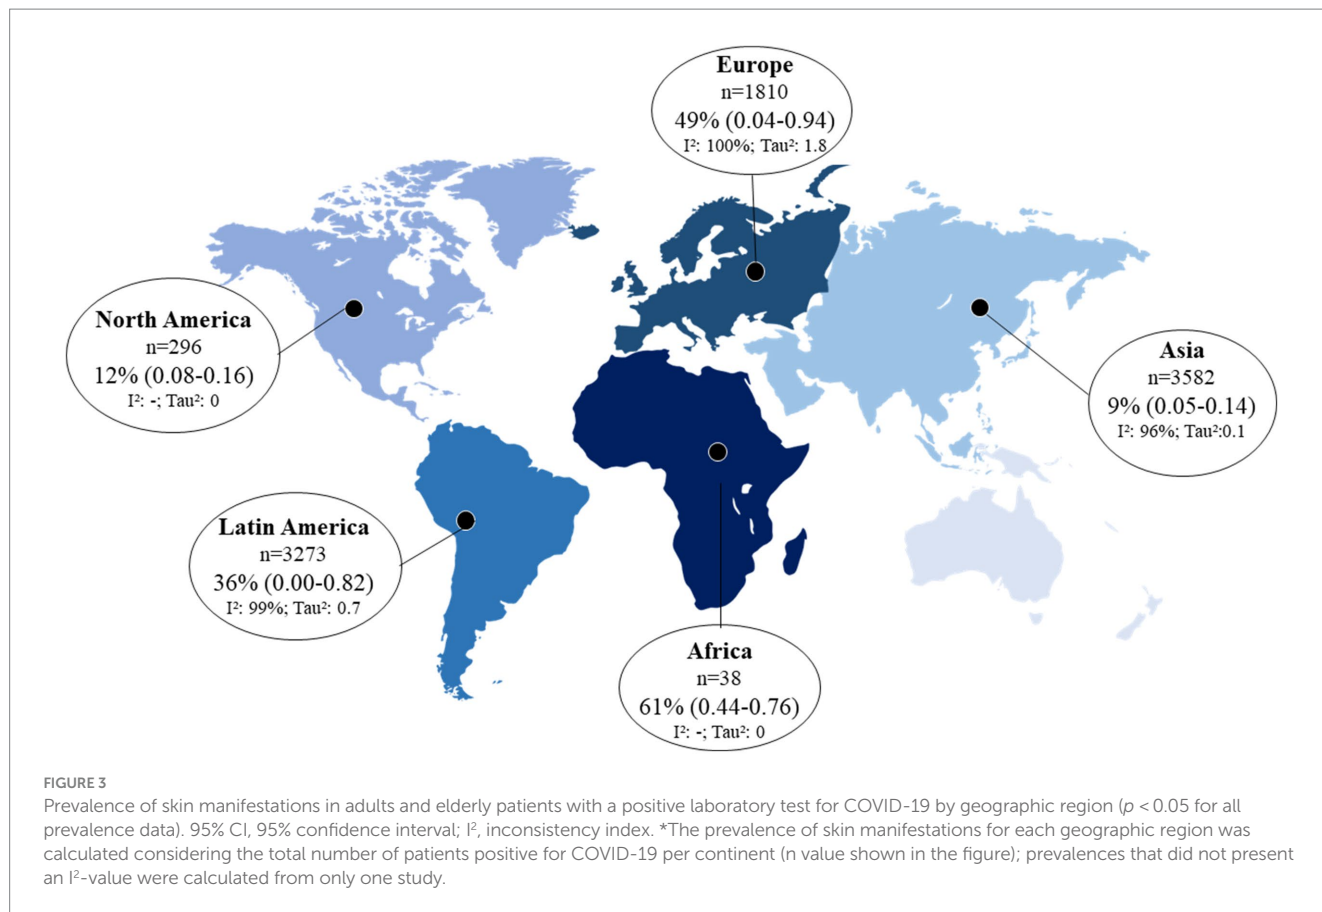 Europe
n=1810
49% (0.04-0.94)
I²: 100%; Tau²: 1.8
North America
n=296
12% (0.08-0.16)
I²: -; Tau²: 0
Asia
n=3582
9% (0.05-0.14)
I²: 96%; Tau²:0.1
Latin America
n=3273
36% (0.00-0.82)
I²: 99%; Tau²: 0.7
Africa
n=38
61% (0.44-0.76)
I²: -; Tau²: 0
FIGURE 3
Prevalence of skin manifestations in adults and elderly patients with a positive laboratory test for COVID-19 by geographic region (p < 0.05 for all
prevalence data). 95% CI, 95% confidence interval; I², inconsistency index. *The prevalence of skin manifestations for each geographic region was
calculated considering the total number of patients positive for COVID-19 per continent (n value shown in the figure); prevalences that did not present
an I²-value were calculated from only one study.